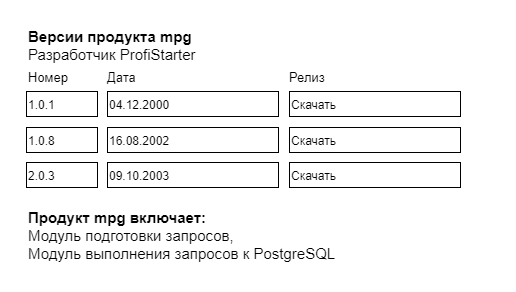 Версии продукта mpg
Разработчик ProfiStarter
Номер Дата Релиз
1.0.1 04.12.2000 Скачать
1.0.8 16.08.2002 Скачать
2.0.3 09.10.2003 Скачать
Продукт mpg включает:
Модуль подготовки запросов,
Модуль выполнения запросов к PostgreSQL